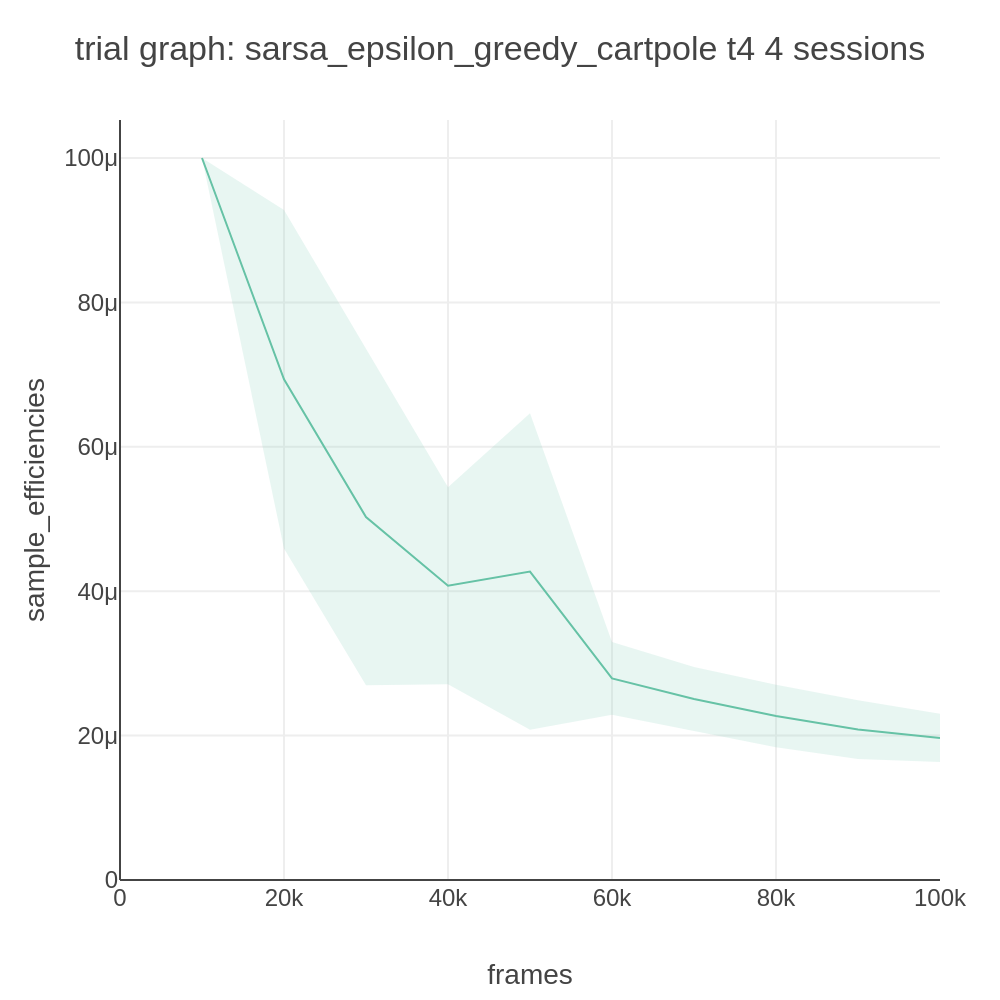 trial graph: sarsa_epsilon_greedy_cartpole t4 4 sessions
100μ
80μ
60μ
40μ
20μ
0
sample_efficiencies
0 20k 40k 60k 80k 100k
frames